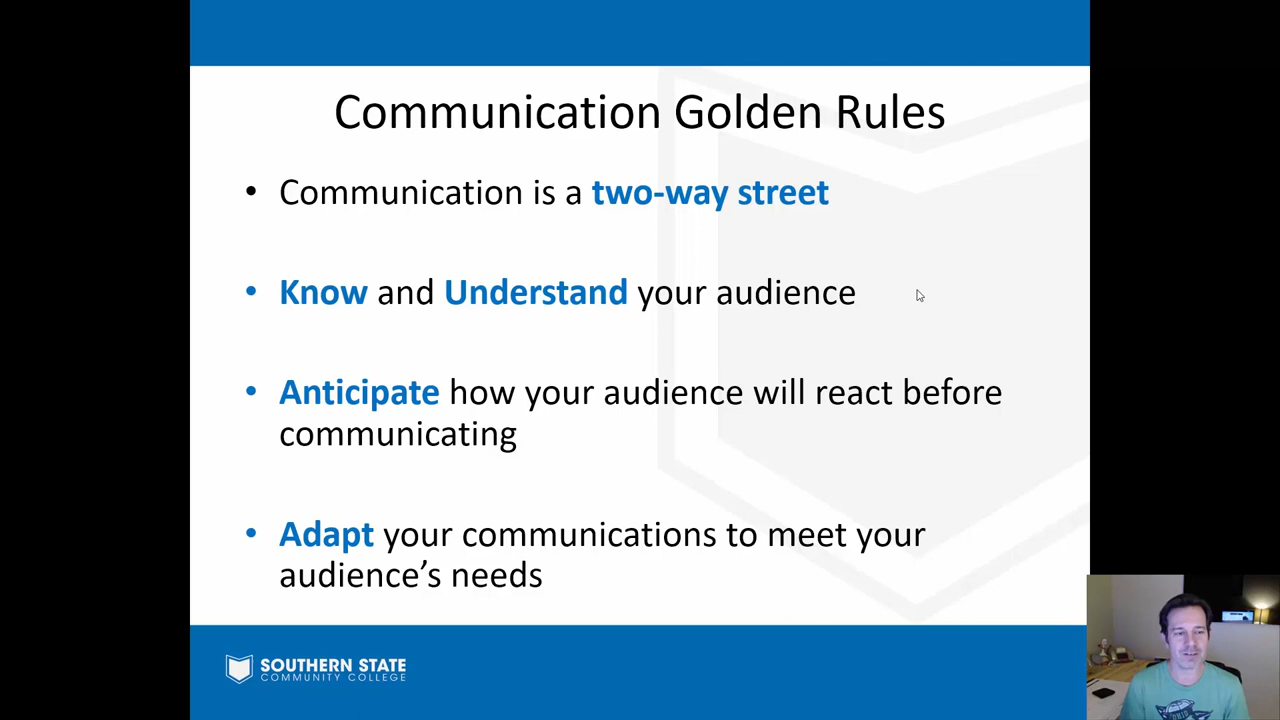 Communication Golden Rules
• Communication is a two-way street
• Know and Understand your audience
• Anticipate how your audience will react before
communicating
• Adapt your communications to meet your
audience’s needs
SOUTHERN STATE
COMMUNITY COLLEGE